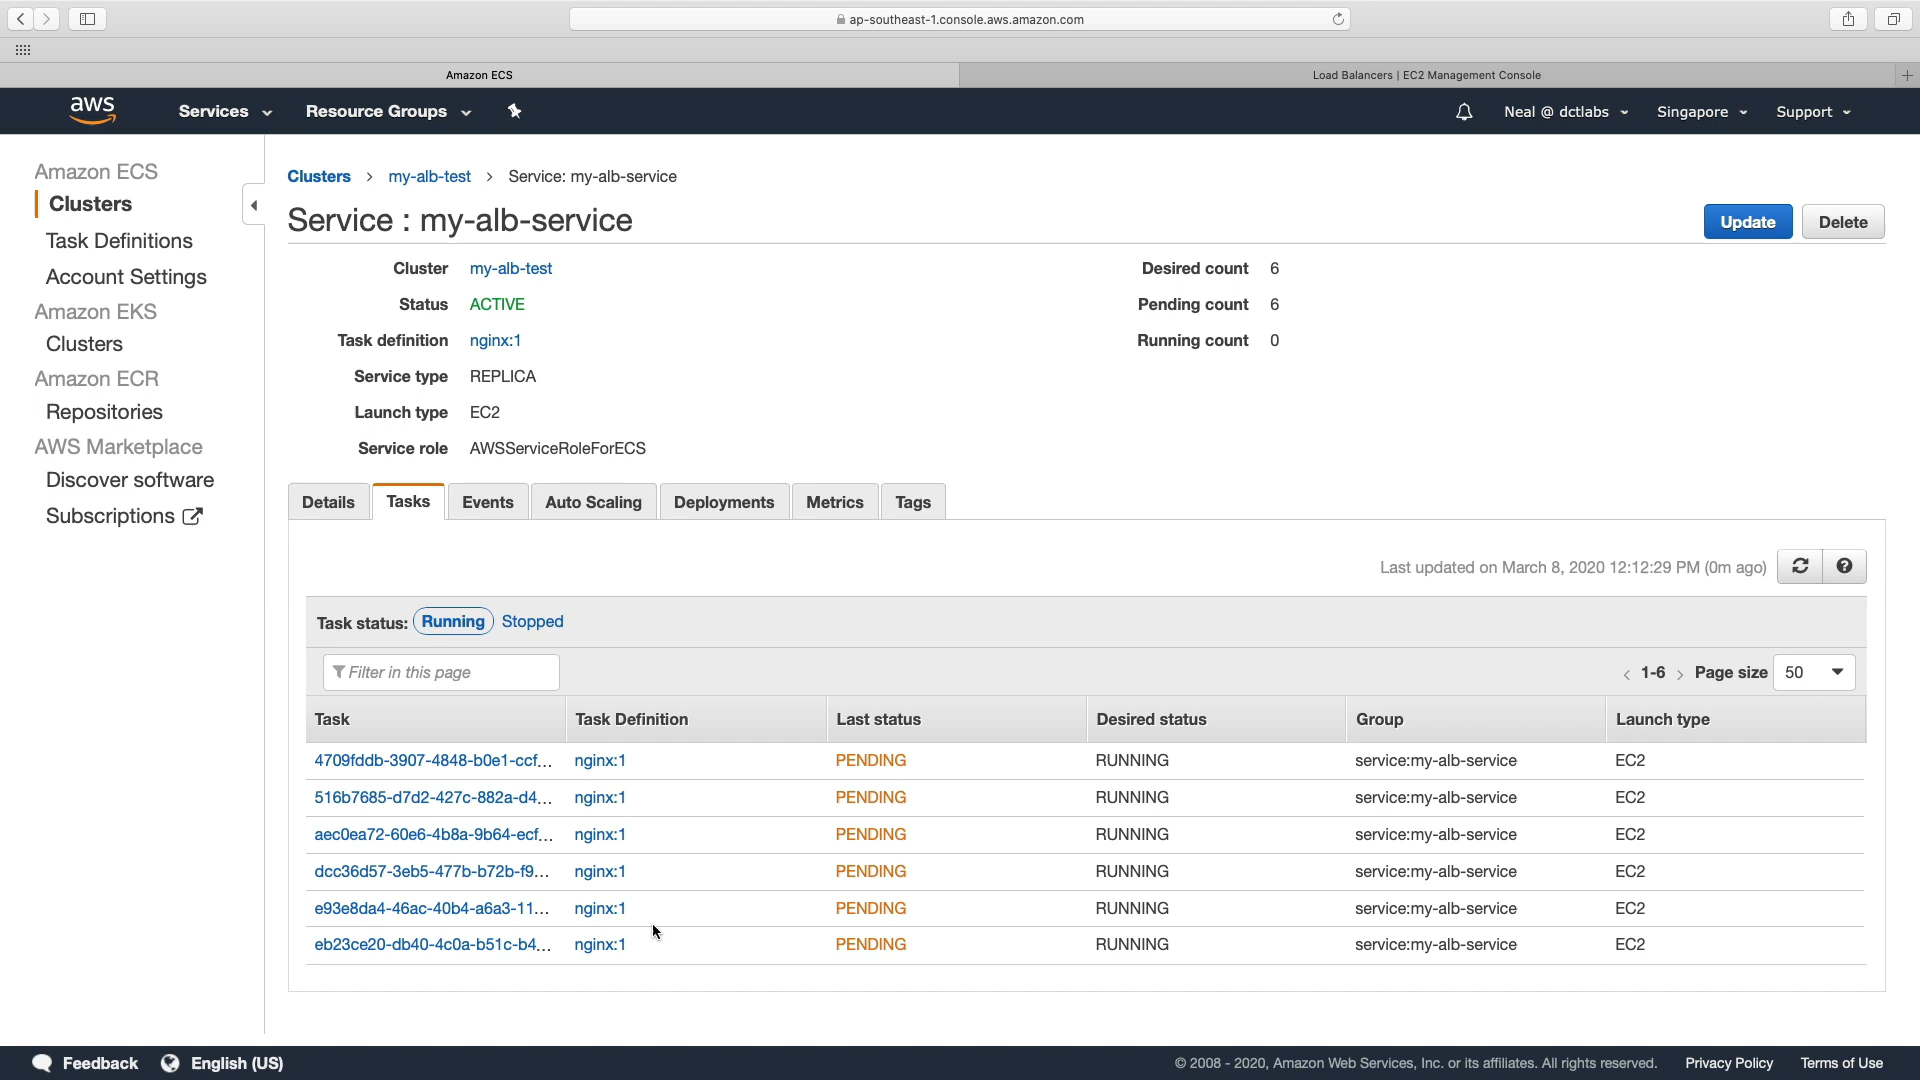 ap-southeast-1.console.aws.amazon.com
Amazon ECS
Load Balancers | EC2 Management Console
aws
Services
Resource Groups
Neal @ dctlabs
Singapore
Support
Amazon ECS
Clusters
Task Definitions
Account Settings
Amazon EKS
Clusters
Amazon ECR
Repositories
AWS Marketplace
Discover software
Subscriptions
Clusters > my-alb-test > Service: my-alb-service
Service : my-alb-service
Update
Delete
Cluster my-alb-test
Status ACTIVE
Task definition nginx:1
Service type REPLICA
Launch type EC2
Service role AWSServiceRoleForECS
Desired count 6
Pending count 6
Running count 0
Details
Tasks
Events
Auto Scaling
Deployments
Metrics
Tags
Last updated on March 8, 2020 12:12:29 PM (0m ago)
Task status: Running Stopped
Filter in this page
< 1-6 > Page size 50
Task Task Definition Last status Desired status Group Launch type
4709fddb-3907-4848-b0e1-ccf... nginx:1 PENDING RUNNING service:my-alb-service EC2
516b7685-d7d2-427c-882a-d4... nginx:1 PENDING RUNNING service:my-alb-service EC2
aec0ea72-60e6-4b8a-9b64-ecf... nginx:1 PENDING RUNNING service:my-alb-service EC2
dcc36d57-3eb5-477b-b72b-f9... nginx:1 PENDING RUNNING service:my-alb-service EC2
e93e8da4-46ac-40b4-a6a3-11... nginx:1 PENDING RUNNING service:my-alb-service EC2
eb23ce20-db40-4c0a-b51c-b4... nginx:1 PENDING RUNNING service:my-alb-service EC2
Feedback
English (US)
© 2008 - 2020, Amazon Web Services, Inc. or its affiliates. All rights reserved.
Privacy Policy
Terms of Use